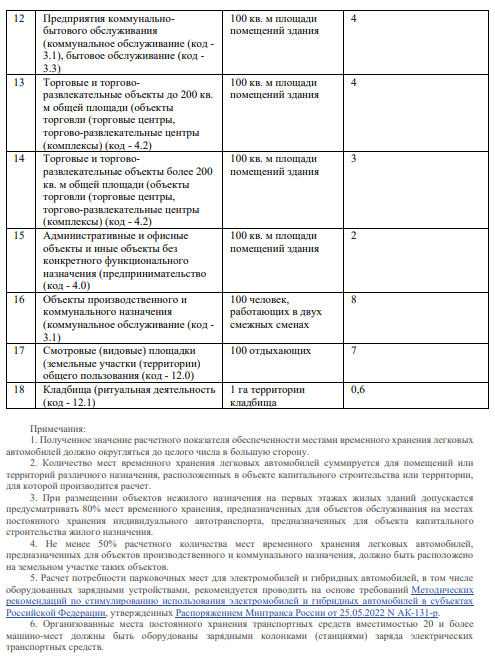 12 Предприятия коммунально- 100 кв. м площади 4
бытового обслуживания помещений здания
(коммунальное обслуживание (код -
3.1), бытовое обслуживание (код -
3.3)
13 Торговые и торгово- 100 кв. м площади 4
развлекательные объекты до 200 кв. помещений здания
м общей площади (объекты
торговли (торговые центры,
торгово-развлекательные центры
(комплексы) (код - 4.2)
14 Торговые и торгово- 100 кв. м площади 3
развлекательные объекты более 200 помещений здания
кв. м общей площади (объекты
торговли (торговые центры,
торгово-развлекательные центры
(комплексы) (код - 4.2)
15 Административные и офисные 100 кв. м площади 2
объекты и иные объекты без помещений здания
конкретного функционального
назначения (предпринимательство
(код - 4.0)
16 Объекты производственного и 100 человек, 8
коммунального назначения работающих в двух
(коммунальное обслуживание (код - смежных сменах
3.1)
17 Смотровые (видовые) площадки 100 отдыхающих 7
(земельные участки (территории)
общего пользования (код - 12.0)
18 Кладбища (ритуальная деятельность 1 га территории 0,6
(код - 12.1) кладбища
Примечания:
1. Полученное значение расчетного показателя обеспеченности местами временного хранения легковых
автомобилей должно округляться до целого числа в большую сторону.
2. Количество мест временного хранения легковых автомобилей суммируется для помещений или
территорий различного назначения, расположенных в объекте капитального строительства или территории,
для которой производится расчет.
3. При размещении объектов нежилого назначения на первых этажах жилых зданий допускается
предусматривать 80% мест временного хранения, предназначенных для объектов обслуживания на местах
постоянного хранения индивидуального автотранспорта, предназначенных для объекта капитального
строительства жилого назначения.
4. Не менее 50% расчетного количества мест временного хранения легковых автомобилей,
предназначенных для объектов производственного и коммунального назначения, должно быть расположено
на земельном участке таких объектов.
5. Расчет потребности парковочных мест для электромобилей и гибридных автомобилей, в том числе
оборудованных зарядными устройствами, рекомендуется проводить на основе требований Методических
рекомендаций по стимулированию использования электромобилей и гибридных автомобилей в субъектах
Российской Федерации, утвержденных Распоряжением Минтранса России от 25.05.2022 N АК-131-р.
6. Организованные места постоянного хранения транспортных средств вместимостью 20 и более
машино-мест должны быть оборудованы зарядными колонками (станциями) заряда электрических
транспортных средств.